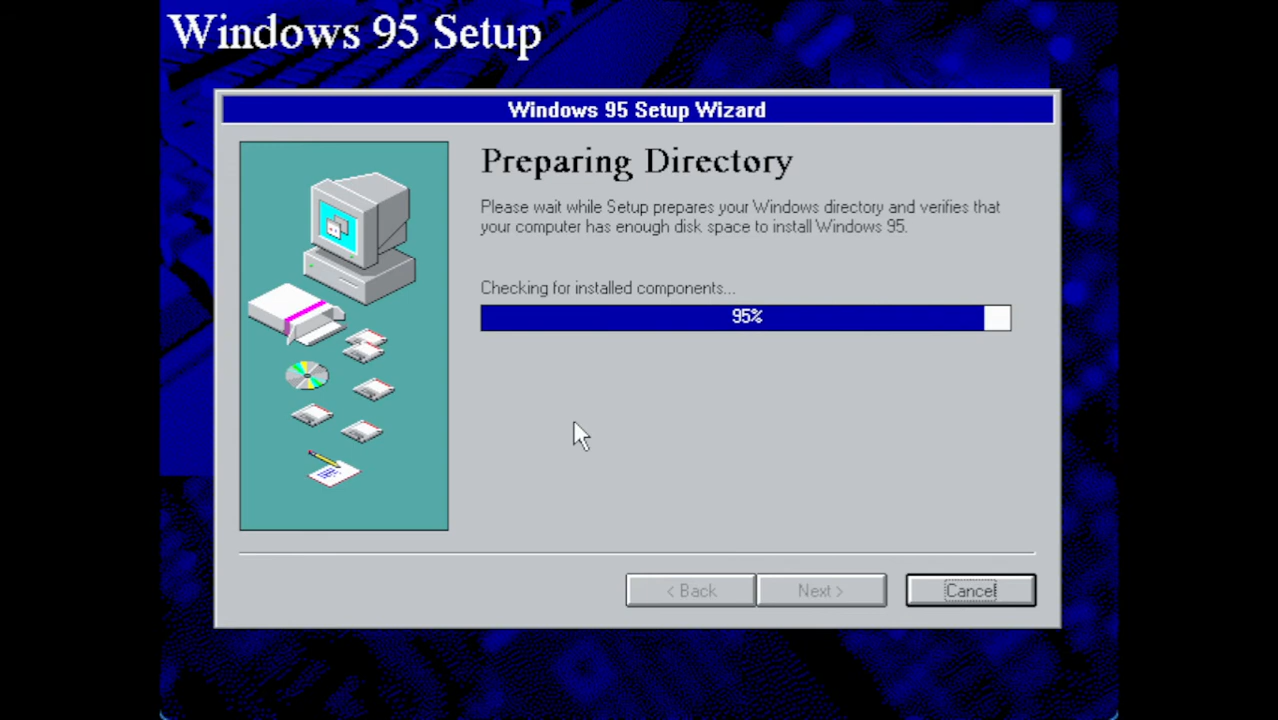 Windows 95 Setup
Windows 95 Setup Wizard
Preparing Directory
Please wait while Setup prepares your Windows directory and verifies that
your computer has enough disk space to install Windows 95.
Checking for installed components...
95%
< Back
Next >
Cancel